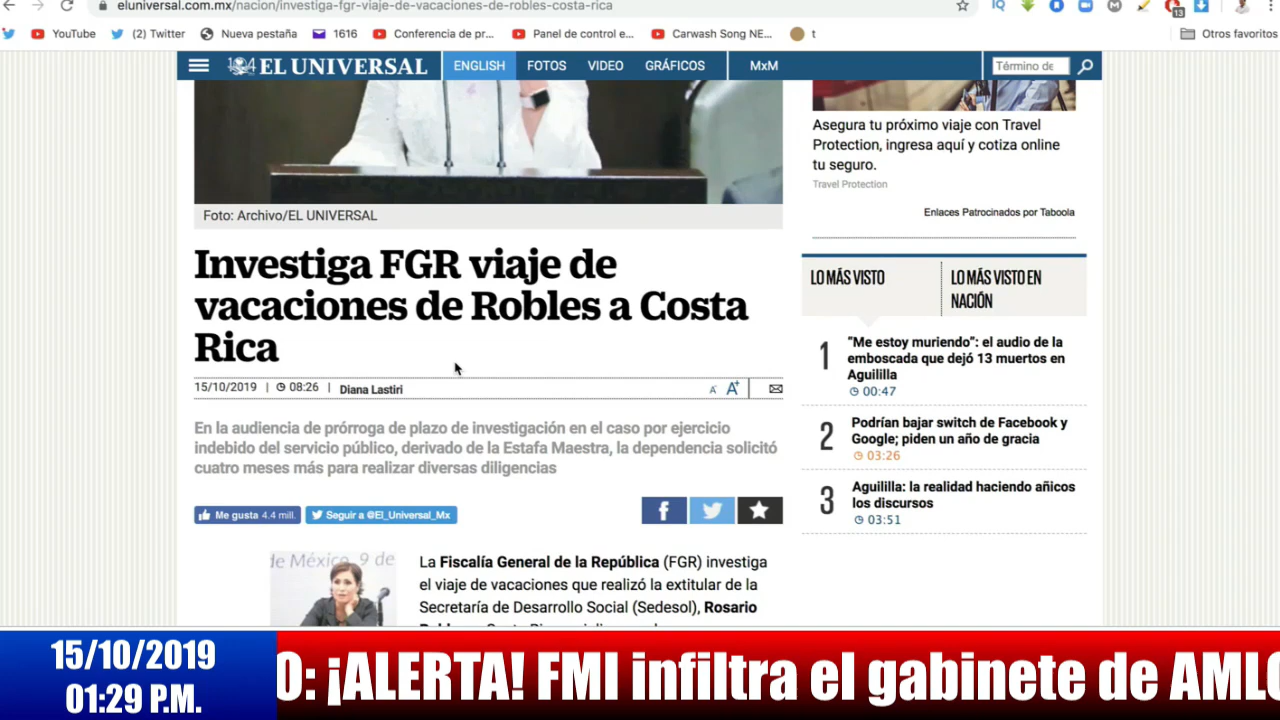 eluniversal.com.mx/nacion/investiga-fgr-viaje-de-vacaciones-de-robles-costa-rica
13
YouTube
(2) Twitter
Nueva pestaña
1616
Conferencia de pr...
Panel de control e...
Carwash Song NE...
t
Otros favoritos
104 EL UNIVERSAL
ENGLISH
FOTOS
VIDEO
GRÁFICOS
MxM
Término de
Foto: Archivo/EL UNIVERSAL
Investiga FGR viaje de
vacaciones de Robles a Costa
Rica
15/10/2019 | 08:26 | Diana Lastiri
A- A+
En la audiencia de prórroga de plazo de investigación en el caso por ejercicio
indebido del servicio público, derivado de la Estafa Maestra, la dependencia solicitó
cuatro meses más para realizar diversas diligencias
Me gusta 4.4 mill.
Seguir a @El_Universal_Mx
de México, 9 de
La Fiscalía General de la República (FGR) investiga
el viaje de vacaciones que realizó la extitular de la
Secretaría de Desarrollo Social (Sedesol), Rosario
Asegura tu próximo viaje con Travel
Protection, ingresa aquí y cotiza online
tu seguro.
Travel Protection
Enlaces Patrocinados por Taboola
LO MÁS VISTO
LO MÁS VISTO EN
NACIÓN
1
“Me estoy muriendo”: el audio de la
emboscada que dejó 13 muertos en
Aguililla
00:47
2
Podrían bajar switch de Facebook y
Google; piden un año de gracia
03:26
3
Aguililla: la realidad haciendo añicos
los discursos
03:51
15/10/2019
01:29 P.M.
O: ¡ALERTA! FMI infiltra el gabinete de AMLO